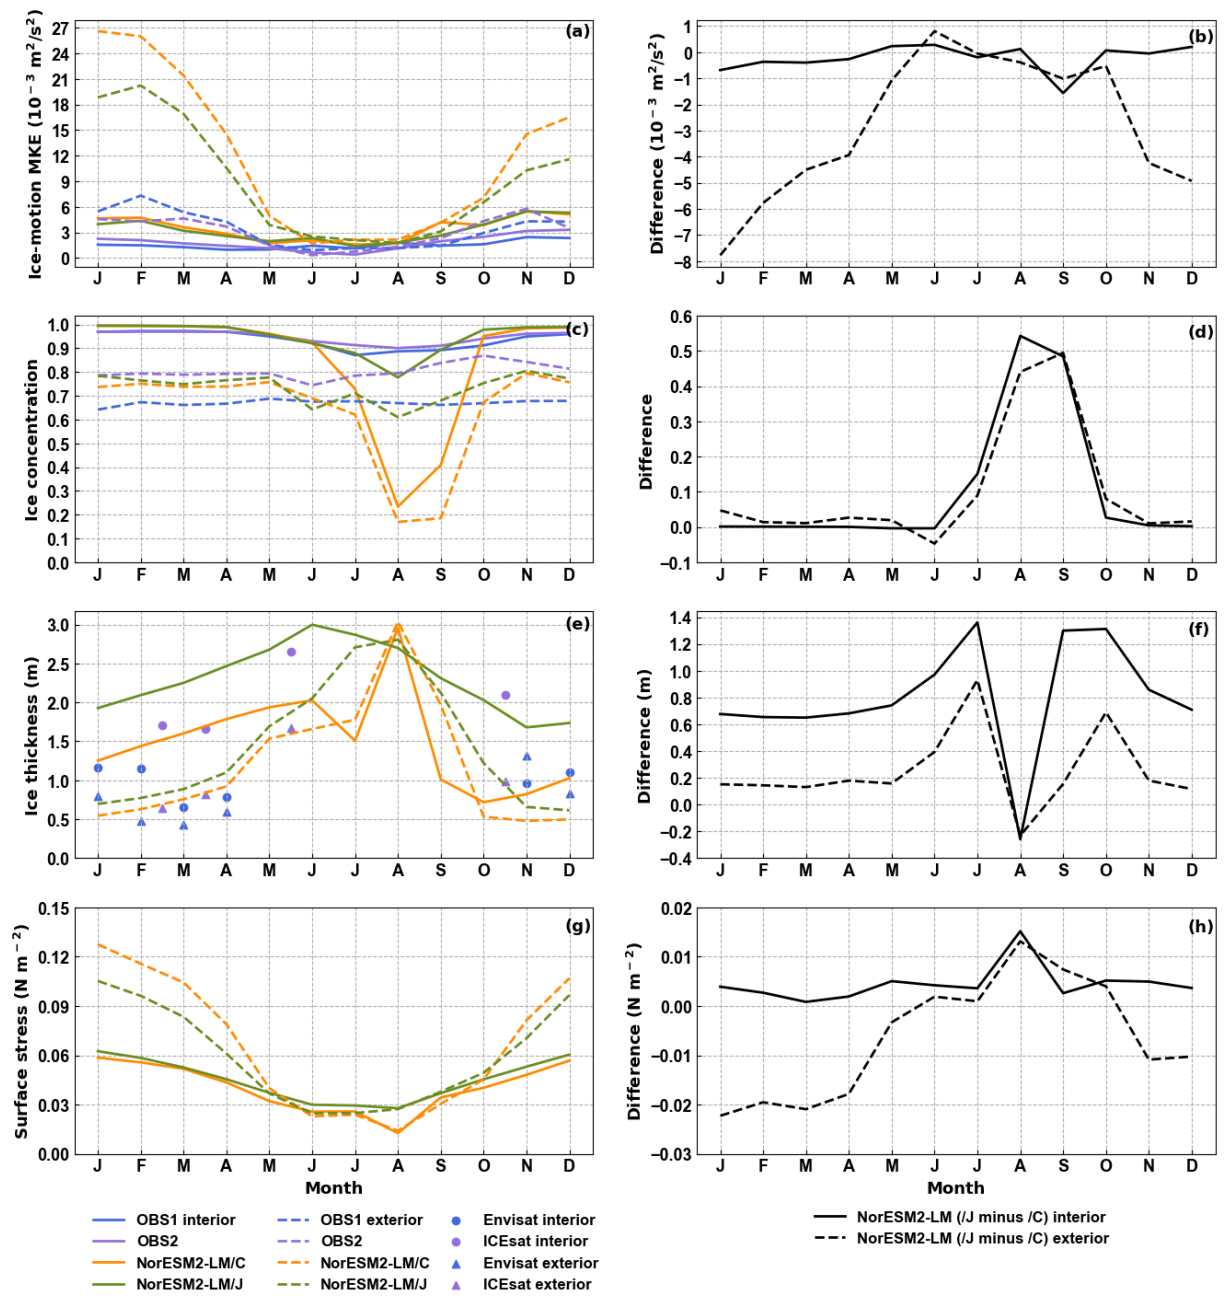 (a)
Ice-motion MKE (10⁻³ m²/s²)
27
24
21
18
15
12
9
6
3
0
J F M A M J J A S O N D
(b)
Difference (10⁻³ m²/s²)
1
0
−1
−2
−3
−4
−5
−6
−7
−8
J F M A M J J A S O N D
(c)
Ice concentration
1.0
0.9
0.8
0.7
0.6
0.5
0.4
0.3
0.2
0.1
0.0
J F M A M J J A S O N D
(d)
Difference
0.6
0.5
0.4
0.3
0.2
0.1
0.0
−0.1
J F M A M J J A S O N D
(e)
Ice thickness (m)
3.0
2.5
2.0
1.5
1.0
0.5
0.0
J F M A M J J A S O N D
(f)
Difference (m)
1.4
1.2
1.0
0.8
0.6
0.4
0.2
0.0
−0.2
−0.4
J F M A M J J A S O N D
(g)
Surface stress (N m⁻²)
0.15
0.12
0.09
0.06
0.03
0.00
J F M A M J J A S O N D
Month
(h)
Difference (N m⁻²)
0.02
0.01
0.00
−0.01
−0.02
−0.03
J F M A M J J A S O N D
Month
OBS1 interior
OBS2
NorESM2-LM/C
NorESM2-LM/J
OBS1 exterior
OBS2
NorESM2-LM/C
NorESM2-LM/J
Envisat interior
ICEsat interior
Envisat exterior
ICEsat exterior
NorESM2-LM (/J minus /C) interior
NorESM2-LM (/J minus /C) exterior